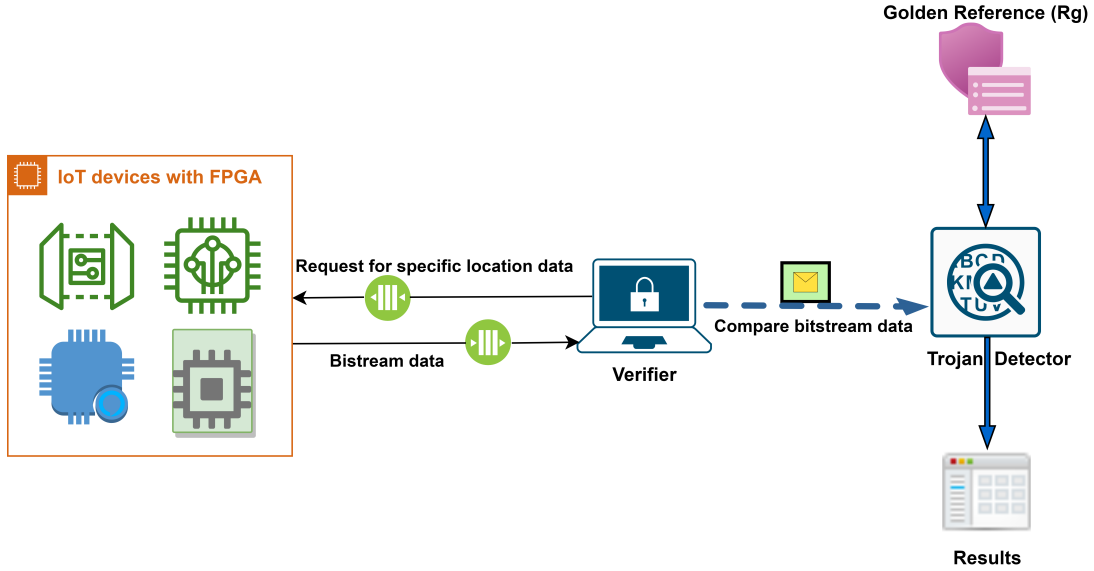 Golden Reference (Rg)
IoT devices with FPGA
Request for specific location data
Bistream data
Verifier
Compare bitstream data
Trojan Detector
Results